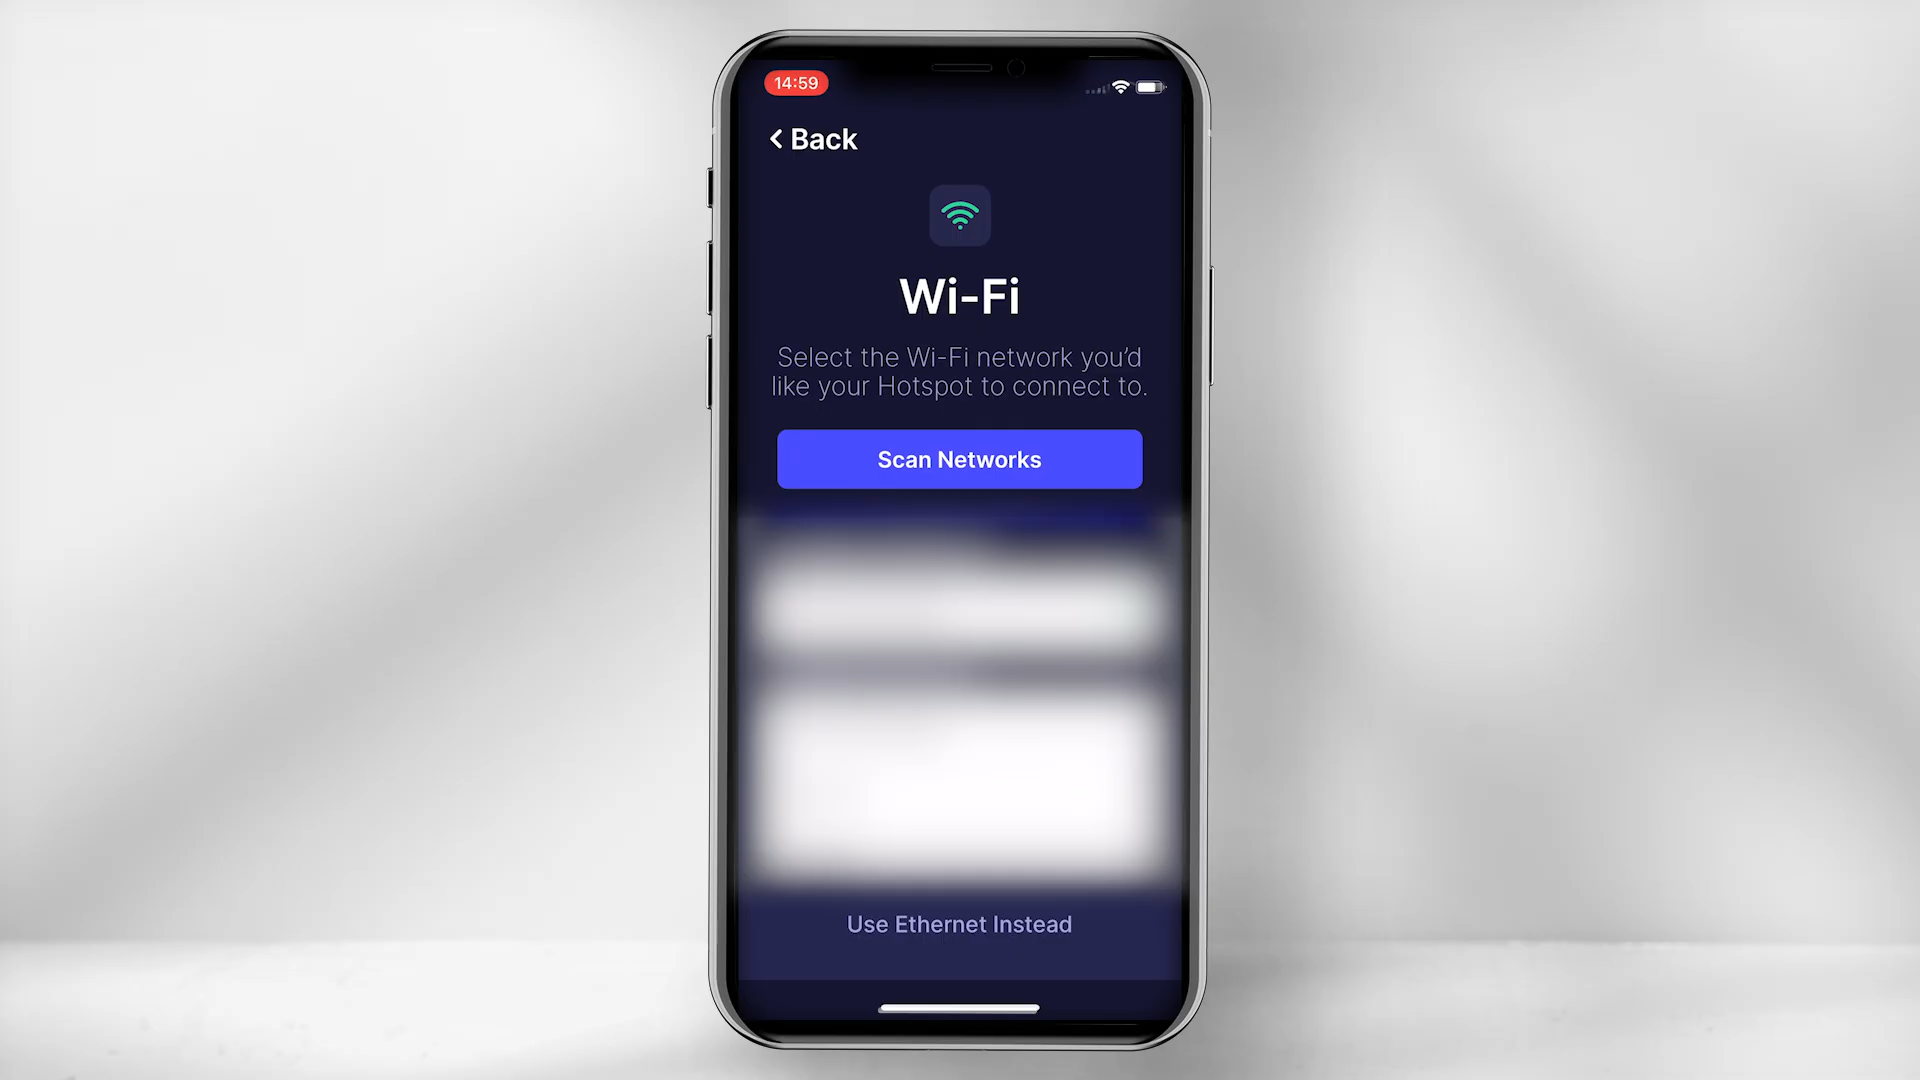 14:59
Back
Wi-Fi
Select the Wi-Fi network you’d
like your Hotspot to connect to.
Scan Networks
Use Ethernet Instead